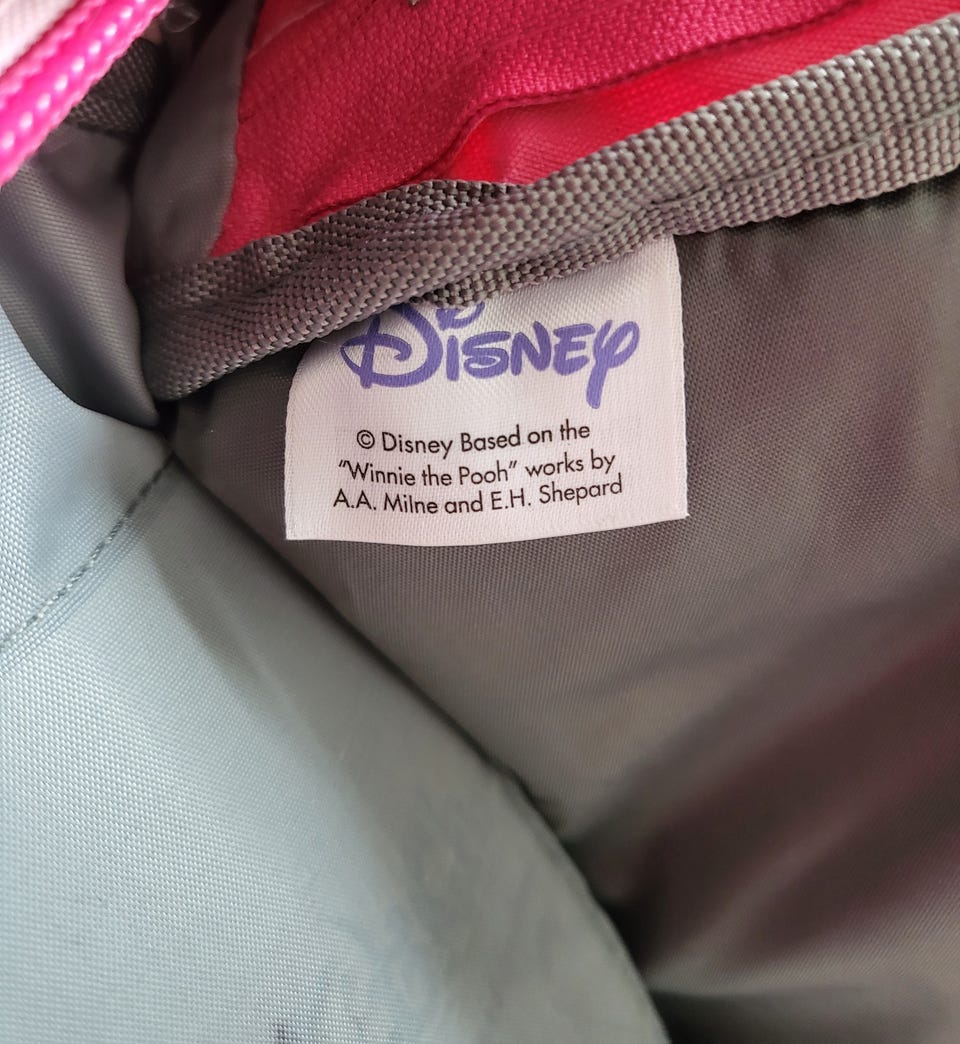 Disney
© Disney Based on the
"Winnie the Pooh" works by
A.A. Milne and E.H. Shepard